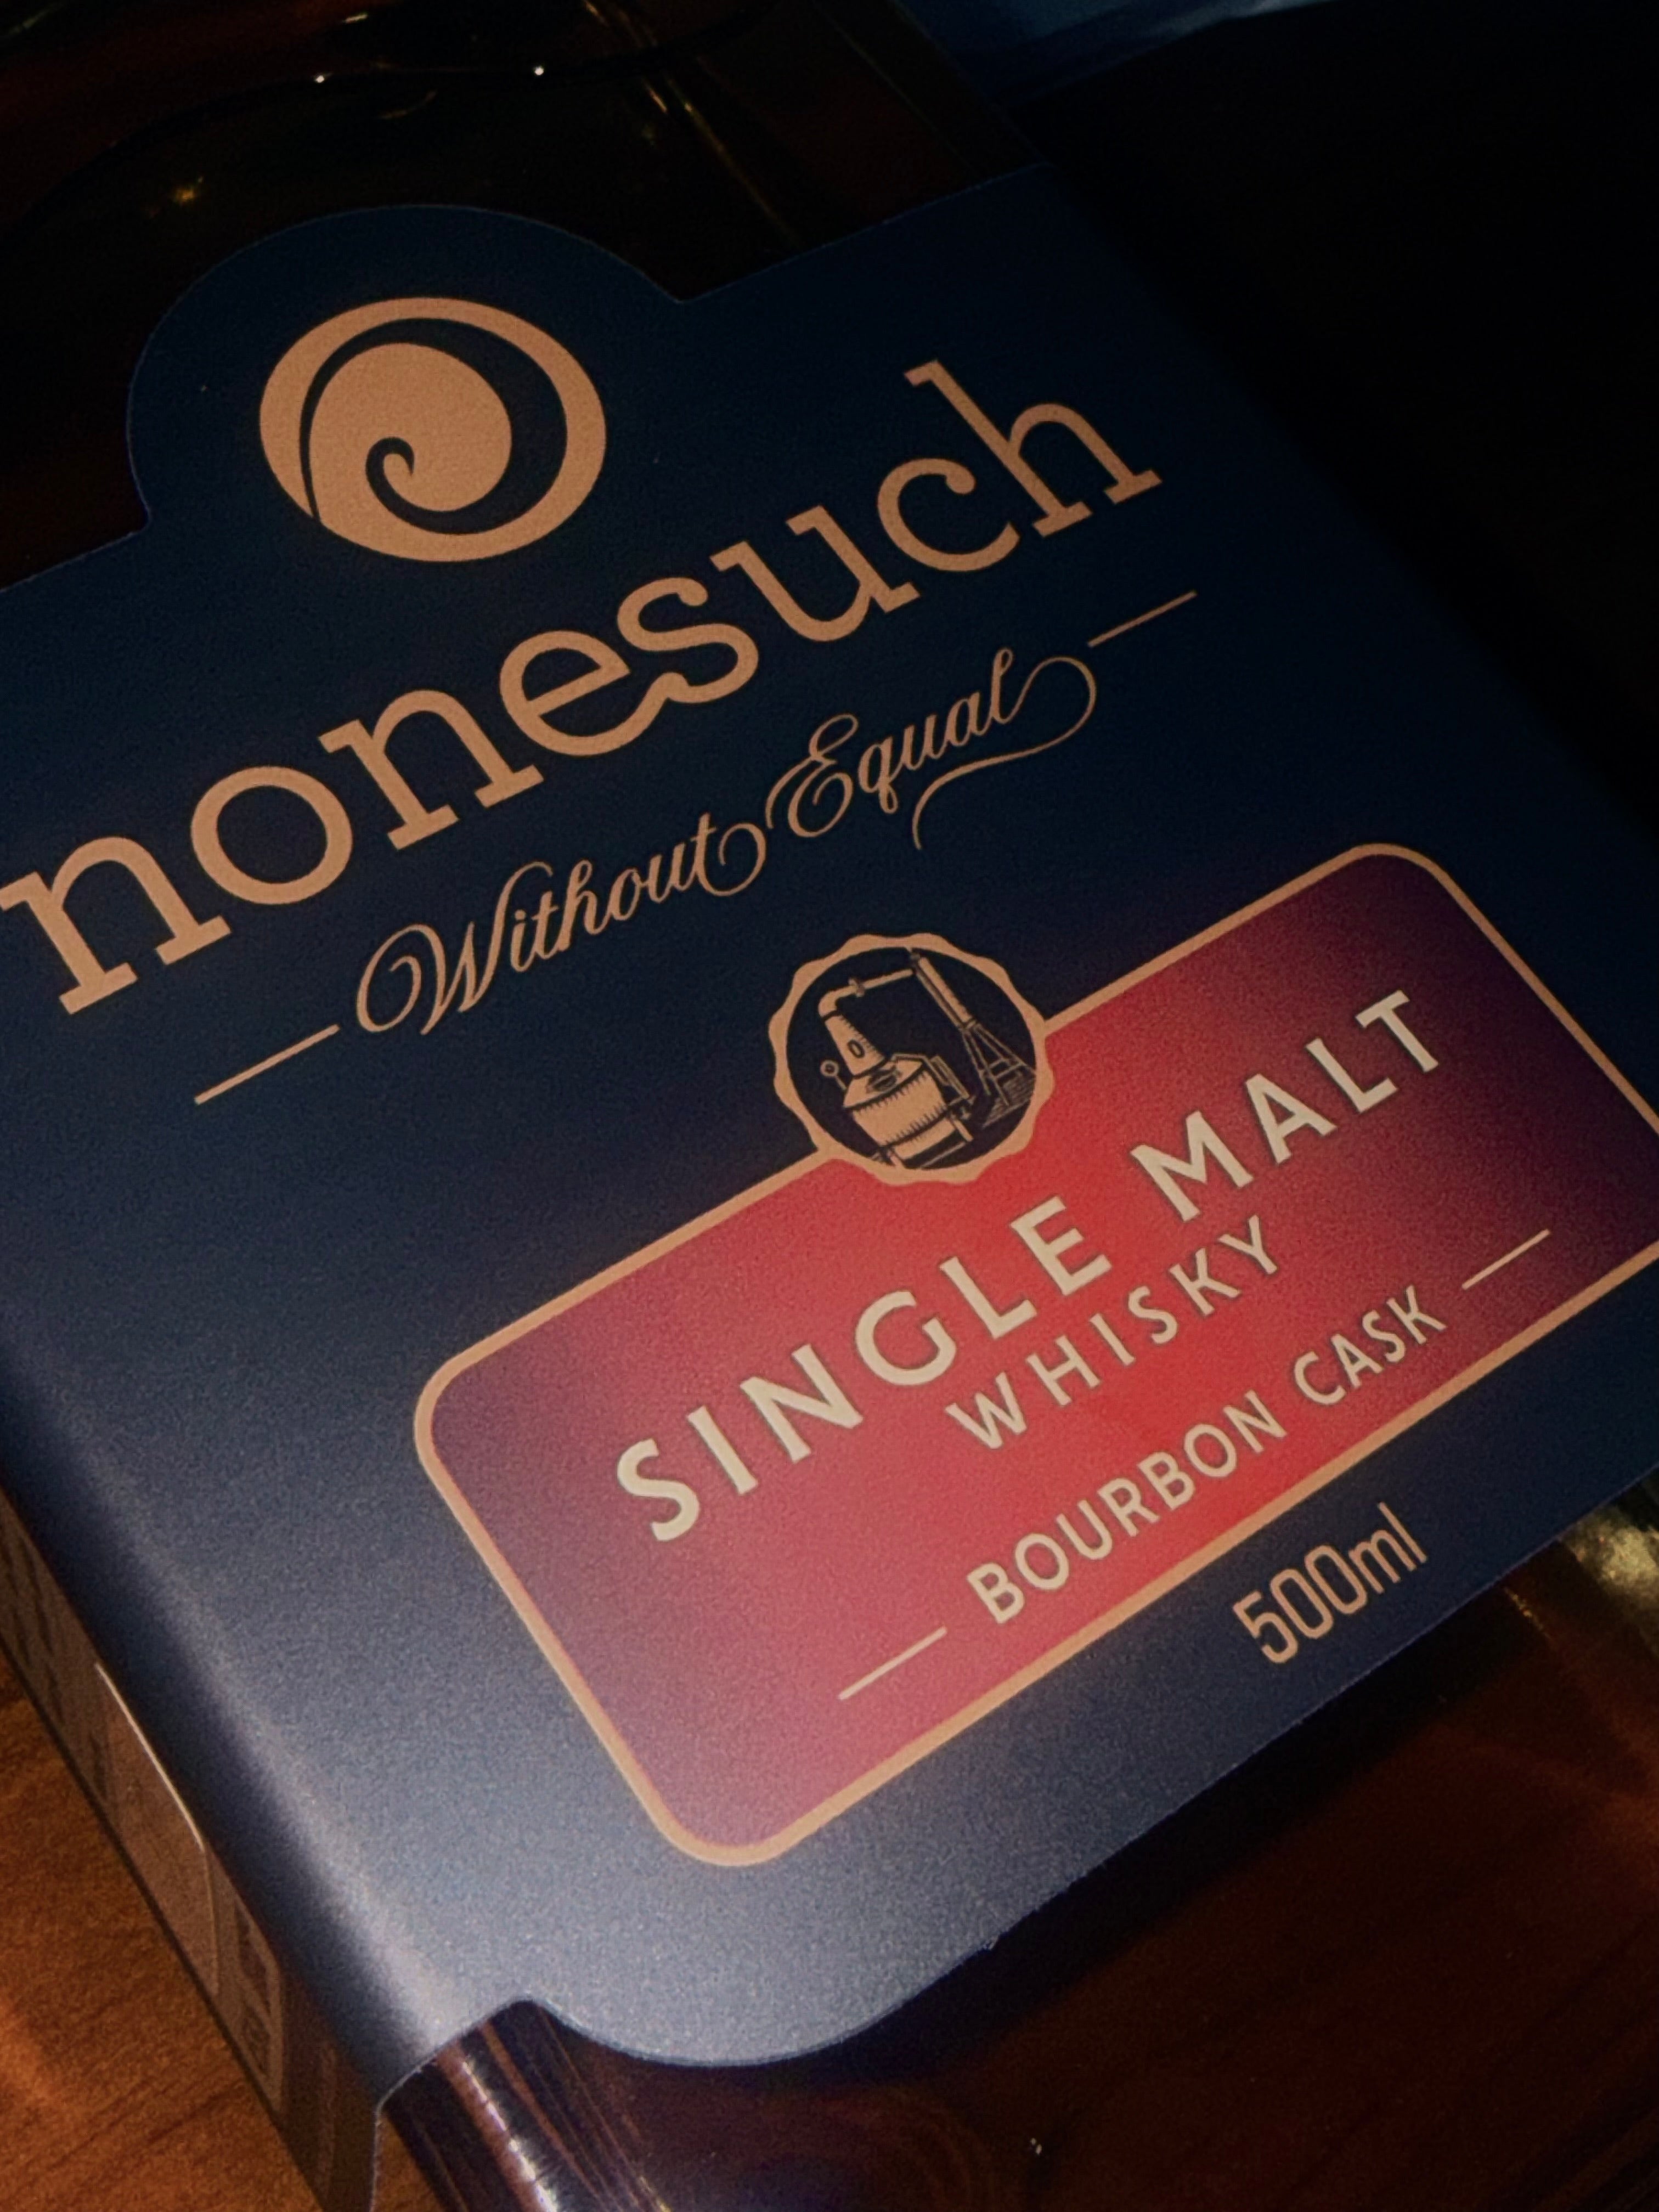 nonesuch
Without Equal
SINGLE MALT
WHISKY
BOURBON CASK
500ml